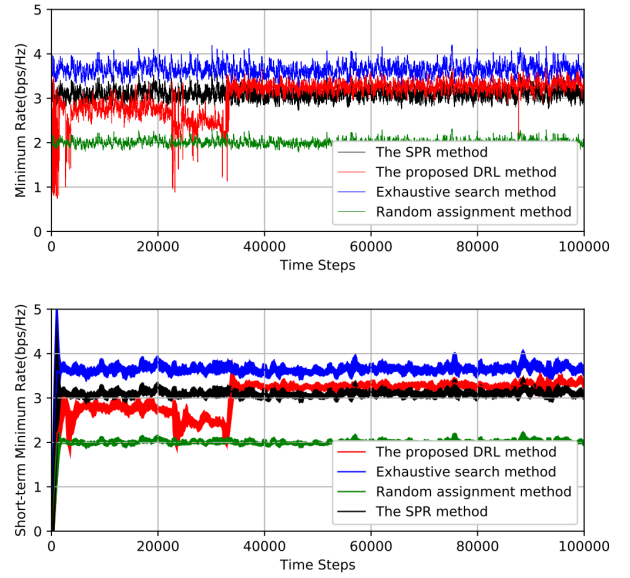 5
4
3
2
1
0
Minimum Rate(bps/Hz)
The SPR method
The proposed DRL method
Exhaustive search method
Random assignment method
0 20000 40000 60000 80000 100000
Time Steps
5
4
3
2
1
0
Short-term Minimum Rate(bps/Hz)
The proposed DRL method
Exhaustive search method
Random assignment method
The SPR method
0 20000 40000 60000 80000 100000
Time Steps